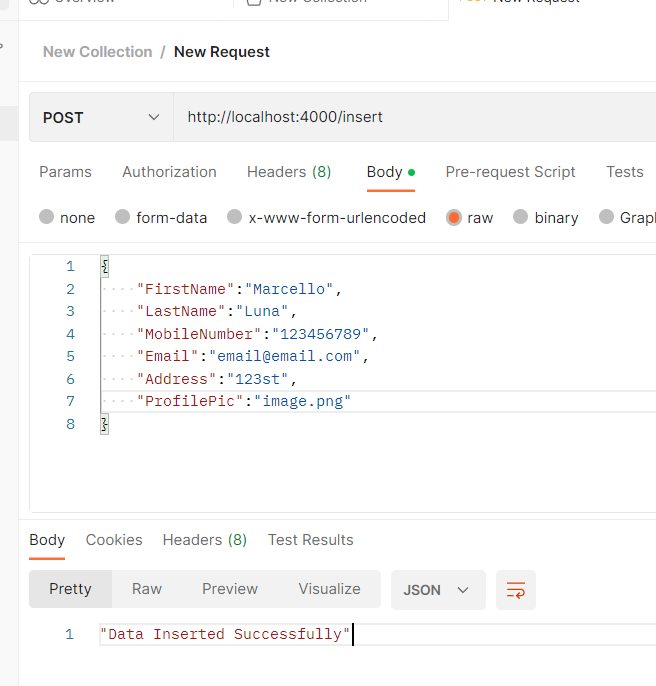 Overview
New Collection
POST New Request
New Collection / New Request
POST
http://localhost:4000/insert
Params Authorization Headers (8) Body Pre-request Script Tests
none form-data x-www-form-urlencoded raw binary Graph
1 {
2 "FirstName":"Marcello",
3 "LastName":"Luna",
4 "MobileNumber":"123456789",
5 "Email":"email@email.com",
6 "Address":"123st",
7 "ProfilePic":"image.png"
8 }
Body Cookies Headers (8) Test Results
Pretty Raw Preview Visualize JSON
1 "Data Inserted Successfully"